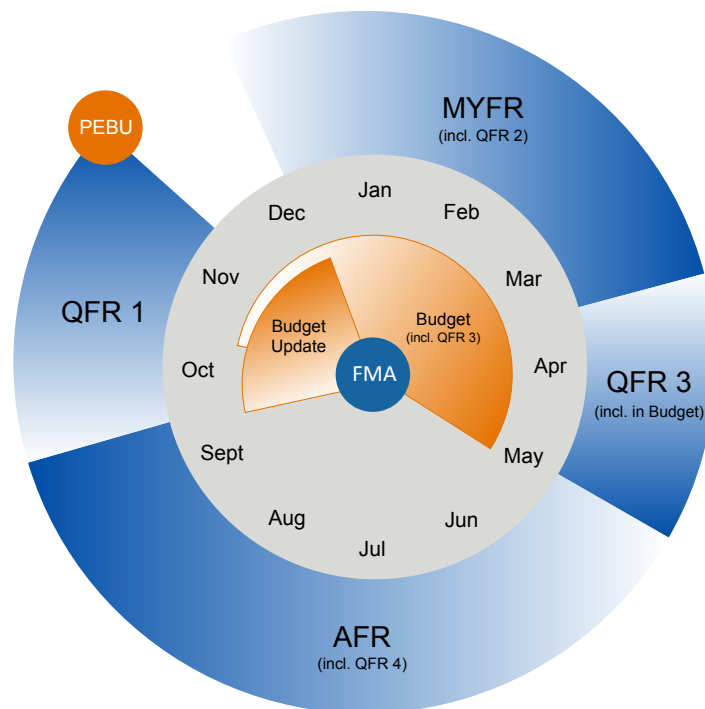 MYFR
(incl. QFR 2)
PEBU
Jan
Dec
Feb
Nov
Mar
QFR 1
Budget
Update
Budget
(incl. QFR 3)
Oct
FMA
Apr
QFR 3
(incl. in Budget)
Sept
May
Aug
Jun
Jul
AFR
(incl. QFR 4)